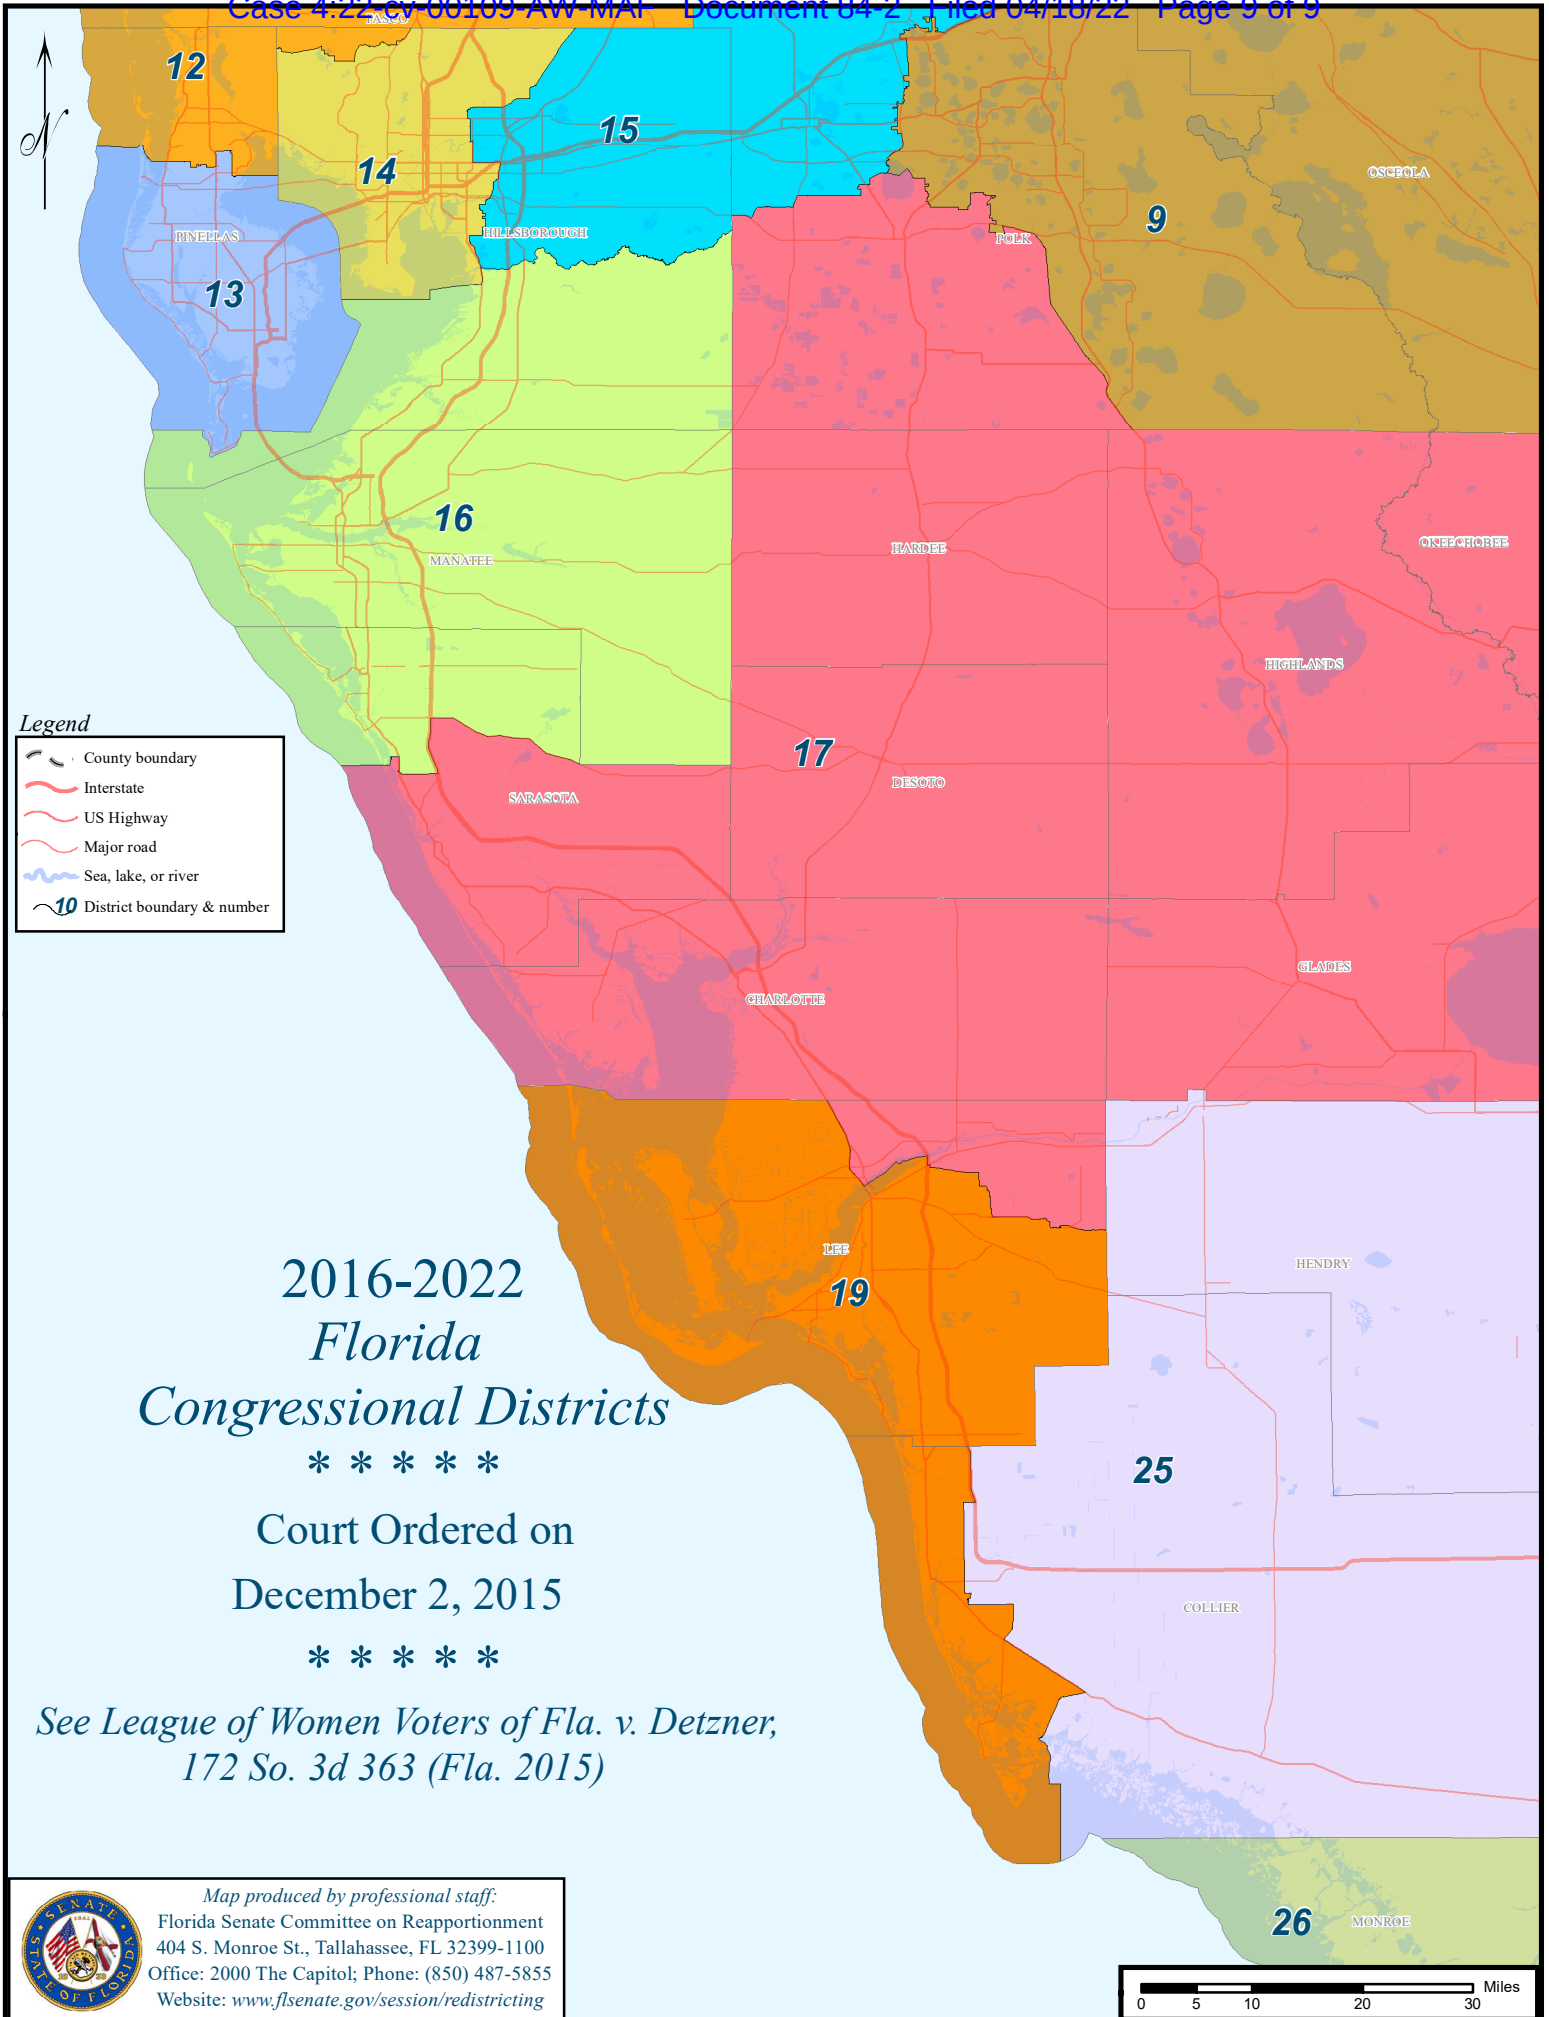 Case 4:22-cv-00109-AW-MAF Document 84-2 Filed 04/18/22 Page 9 of 9
PASCO
12
N
15
14
OSCEOLA
9
PINELLAS
HILLSBOROUGH
POLK
13
16
MANATEE
HARDEE
OKEECHOBEE
HIGHLANDS
17
DESOTO
SARASOTA
Legend
County boundary
Interstate
US Highway
Major road
Sea, lake, or river
10 District boundary & number
GLADES
CHARLOTTE
LEE
19
HENDRY
25
COLLIER
2016-2022
Florida
Congressional Districts
* * * * *
Court Ordered on
December 2, 2015
* * * * *
See League of Women Voters of Fla. v. Detzner,
172 So. 3d 363 (Fla. 2015)
26
MONROE
SENATE
STATE OF FLORIDA
Map produced by professional staff:
Florida Senate Committee on Reapportionment
404 S. Monroe St., Tallahassee, FL 32399-1100
Office: 2000 The Capitol; Phone: (850) 487-5855
Website: www.flsenate.gov/session/redistricting
Miles
0 5 10 20 30